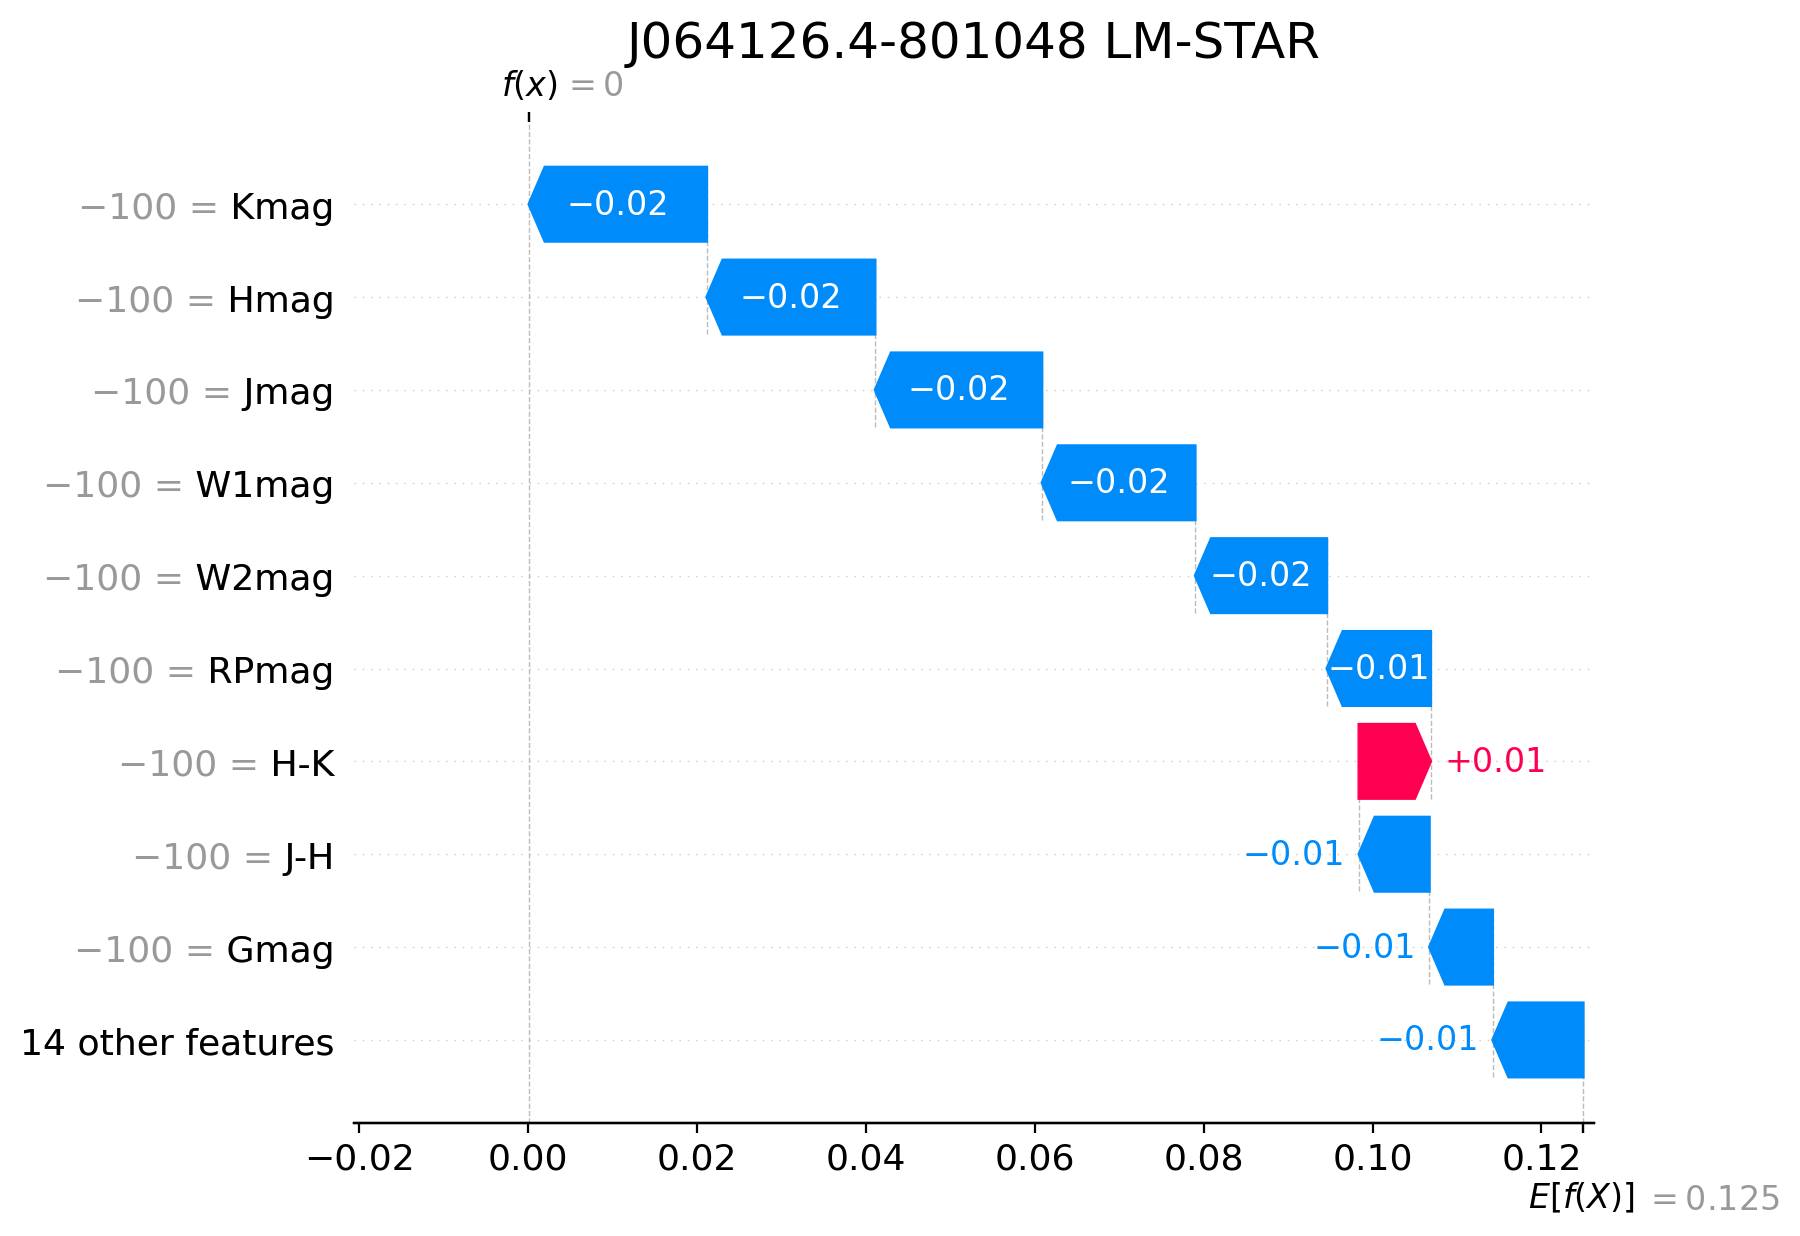 J064126.4-801048 LM-STAR
f(x) = 0
−100 = Kmag
−0.02
−100 = Hmag
−0.02
−100 = Jmag
−0.02
−100 = W1mag
−0.02
−100 = W2mag
−0.02
−100 = RPmag
−0.01
−100 = H-K
+0.01
−100 = J-H
−0.01
−100 = Gmag
−0.01
14 other features
−0.01
−0.02 0.00 0.02 0.04 0.06 0.08 0.10 0.12
E[f(X)] = 0.125